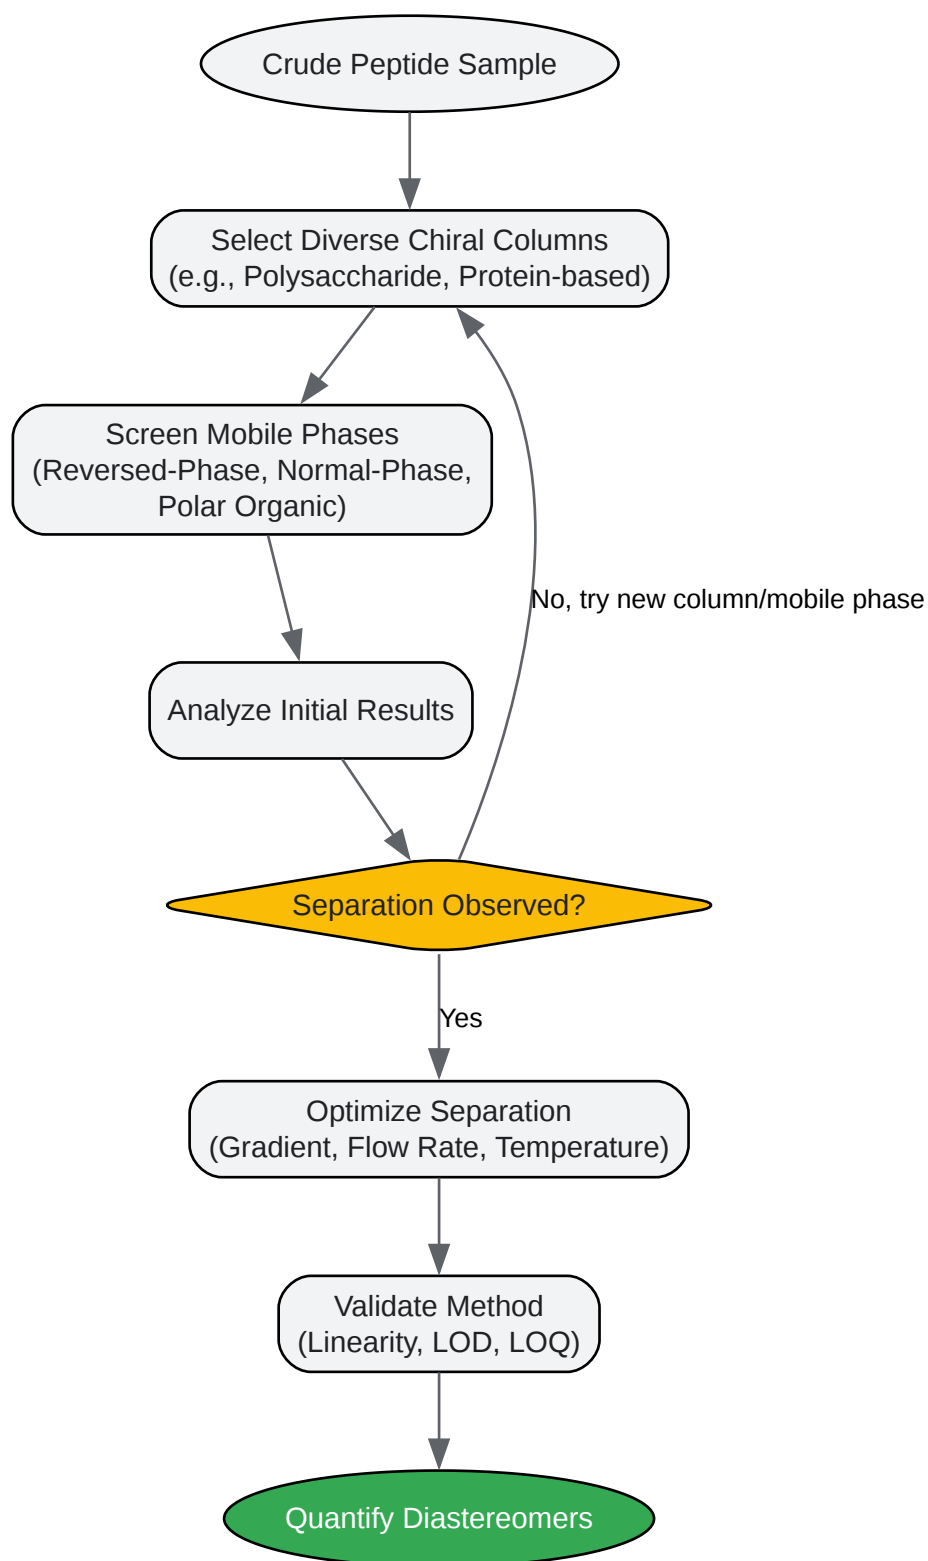 Crude Peptide Sample
Select Diverse Chiral Columns
(e.g., Polysaccharide, Protein-based)
Screen Mobile Phases
(Reversed-Phase, Normal-Phase,
Polar Organic)
No, try new column/mobile phase
Analyze Initial Results
Separation Observed?
Yes
Optimize Separation
(Gradient, Flow Rate, Temperature)
Validate Method
(Linearity, LOD, LOQ)
Quantify Diastereomers